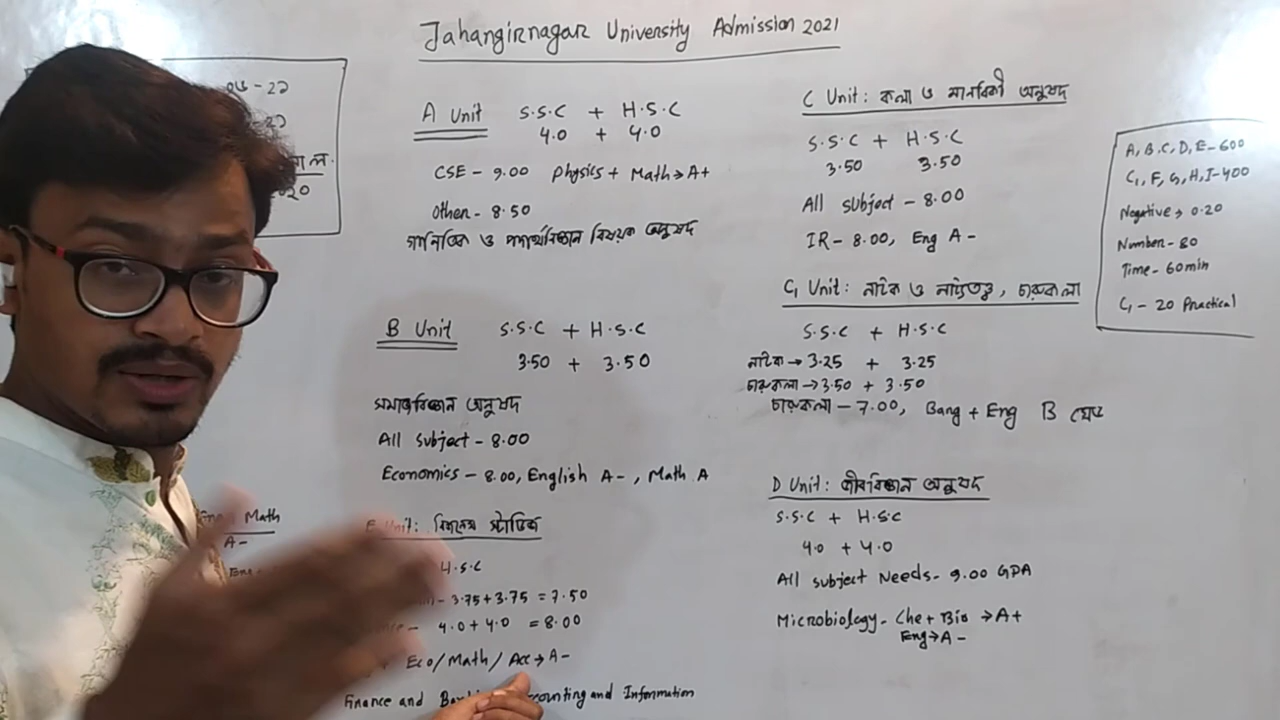 Jahangirnagar University Admission 2021
A Unit S.S.C + H.S.C
4.0 + 4.0
CSE - 9.00 Physics + Math → A+
Other - 8.50
গানিতিক ও পদার্থবিজ্ঞান বিষয়ক অনুষদ
B Unit S.S.C + H.S.C
3.50 + 3.50
সমাজবিজ্ঞান অনুষদ
All Subject - 8.00
Economics - 8.00, English A-, Math A
Unit: বিজনেস স্টাডিজ
H.S.C
3.75 + 3.75 = 7.50
4.0 + 4.0 = 8.00
Eco/Math/Acc → A-
Finance and counting and Information
Math
A-
C Unit: কলা ও মানবিকী অনুষদ
S.S.C + H.S.C
3.50 3.50
All Subject - 8.00
IR - 8.00, Eng A-
C1 Unit: নাটক ও নাট্যতত্ত্ব, চারুকলা
S.S.C + H.S.C
নাটক → 3.25 + 3.25
চারুকলা → 3.50 + 3.50
চারুকলা - 7.00, Bang + Eng B গ্রেড
D Unit: জীববিজ্ঞান অনুষদ
S.S.C + H.S.C
4.0 + 4.0
All Subject Needs - 9.00 GPA
Microbiology - Che + Bio → A+
Eng → A-
A, B, C, D, E - 600
C1, F, G, H, I - 400
Negative → 0.20
Number - 80
Time - 60 min
C1 - 20 Practical